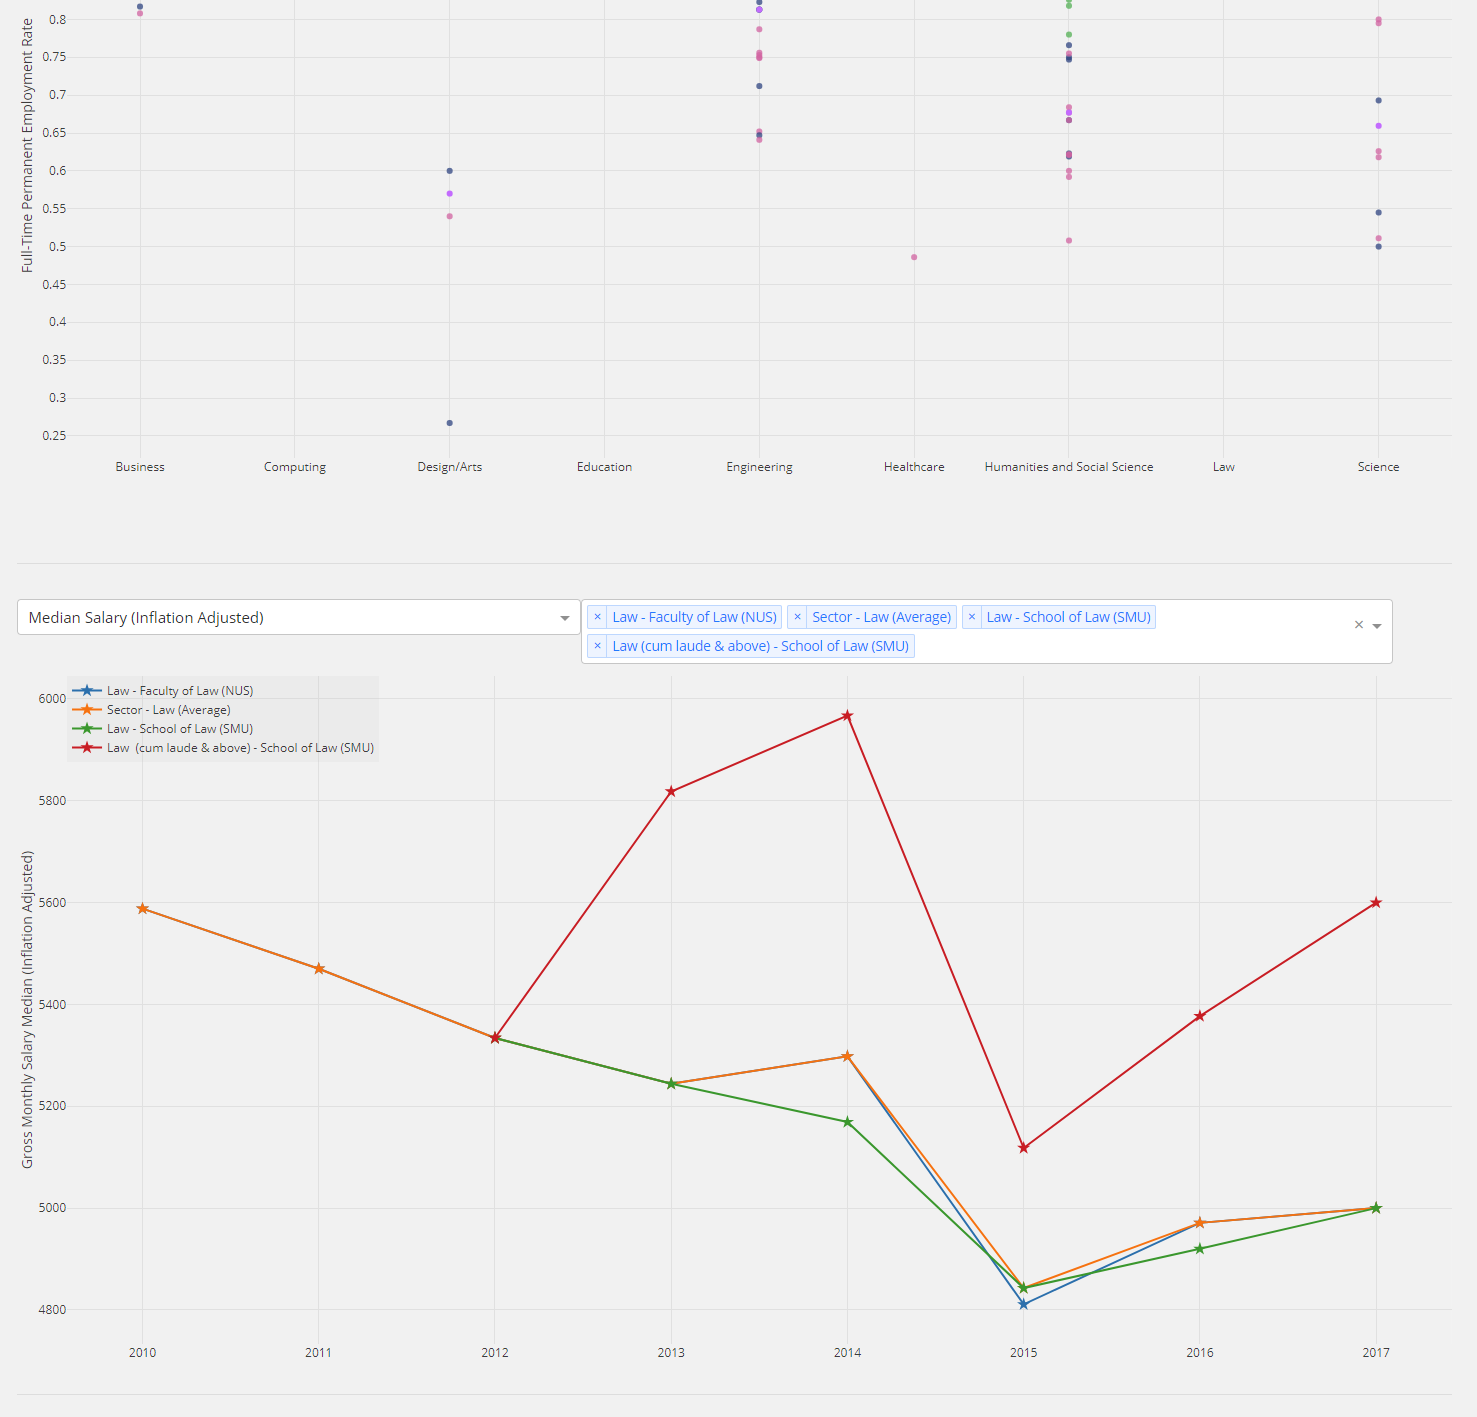 Full-Time Permanent Employment Rate
0.8
0.75
0.7
0.65
0.6
0.55
0.5
0.45
0.4
0.35
0.3
0.25
Business Computing Design/Arts Education Engineering Healthcare Humanities and Social Science Law Science
Median Salary (Inflation Adjusted)
× Law - Faculty of Law (NUS) × Sector - Law (Average) × Law - School of Law (SMU) ×
× Law (cum laude & above) - School of Law (SMU)
Law - Faculty of Law (NUS)
Sector - Law (Average)
Law - School of Law (SMU)
Law (cum laude & above) - School of Law (SMU)
Gross Monthly Salary Median (Inflation Adjusted)
6000
5800
5600
5400
5200
5000
4800
2010 2011 2012 2013 2014 2015 2016 2017